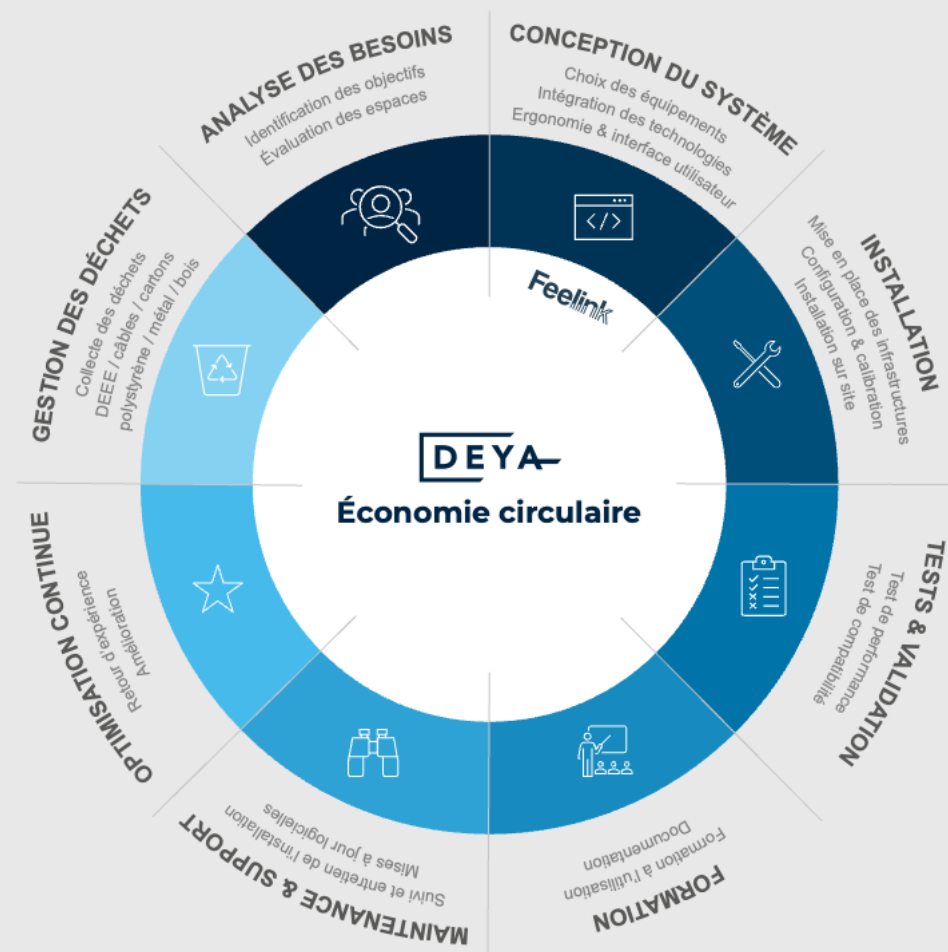 ANALYSE DES BESOINS
Identification des objectifs
Évaluation des espaces
CONCEPTION DU SYSTÈME
Choix des équipements
Intégration des technologies
Ergonomie & interface utilisateur
</>
Feelink
INSTALLATION
Mise en place des infrastructures
Configuration & calibration
Installation sur site
TESTS & VALIDATION
Test de performance
Test de compatibilité
FORMATION
Formation à l'utilisation
Documentation
MAINTENANCE & SUPPORT
Suivi et entretien de l'installation
Mises à jour logicielles
OPTIMISATION CONTINUE
Retour d'expérience
Amélioration
GESTION DES DÉCHETS
Collecte des déchets
DEEE / câbles / cartons
polystyrène / métal / bois
DEYA
Économie circulaire